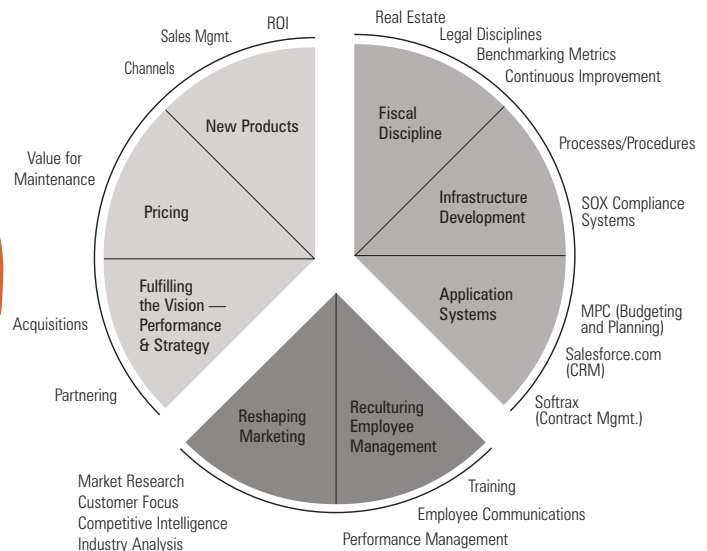 ROI
Sales Mgmt.
Channels
Value for
Maintenance
Acquisitions
Partnering
New Products
Pricing
Fulfilling
the Vision —
Performance
& Strategy
Real Estate
Legal Disciplines
Benchmarking Metrics
Continuous Improvement
Processes/Procedures
SOX Compliance
Systems
MPC (Budgeting
and Planning)
Salesforce.com
(CRM)
Softrax
(Contract Mgmt.)
Fiscal
Discipline
Infrastructure
Development
Application
Systems
Reshaping
Marketing
Reculturing
Employee
Management
Market Research
Customer Focus
Competitive Intelligence
Industry Analysis
Training
Employee Communications
Performance Management